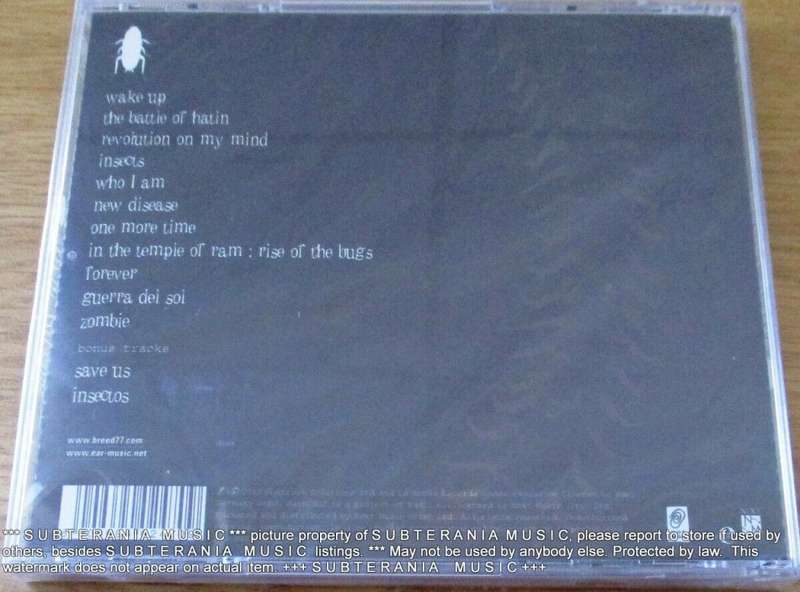 wake up
the battle of hatin
revolution on my mind
insects
who I am
new disease
one more time
in the temple of ram : rise of the bugs
forever
guerra dei sol
zombie
bonus tracks
save us
insectos
www.breed77.com
www.ear-music.net
*** S U B T E R A N I A   M U S I C *** picture property of S U B T E R A N I A M U S I C, please report to store if used by
others, besides S U B T E R A N I A   M U S I C  listings. *** May not be used by anybody else. Protected by law.  This
watermark does not appear on actual item. +++ S U B T E R A N I A    M U S I C +++